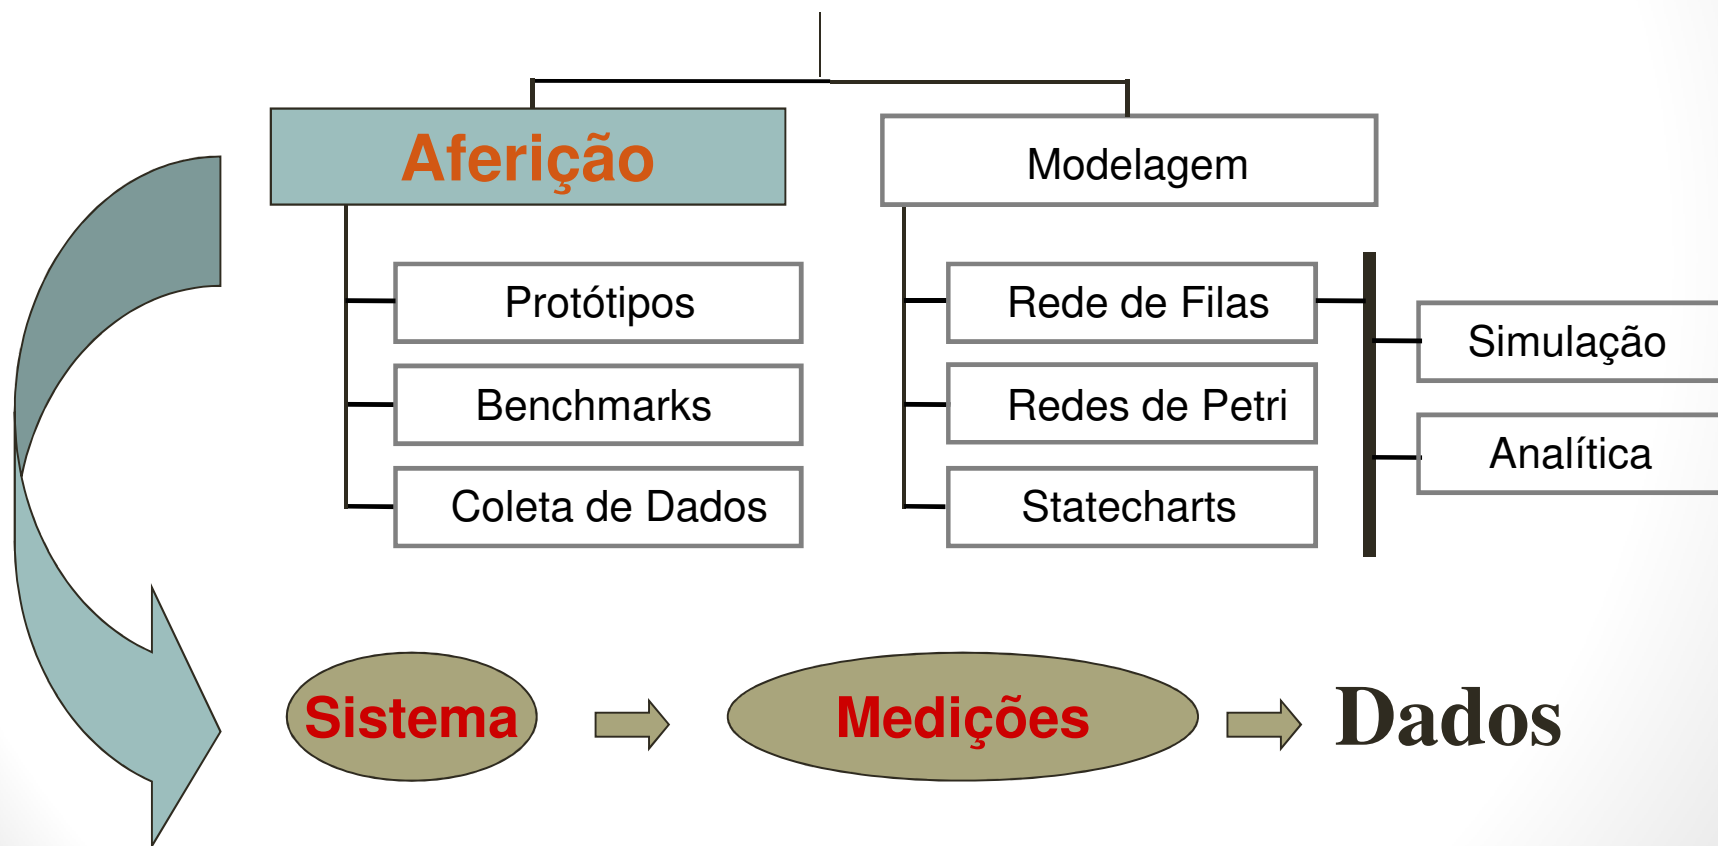 Aferição
Modelagem
Protótipos
Benchmarks
Coleta de Dados
Rede de Filas
Redes de Petri
Statecharts
Simulação
Analítica
Sistema
Medições
Dados